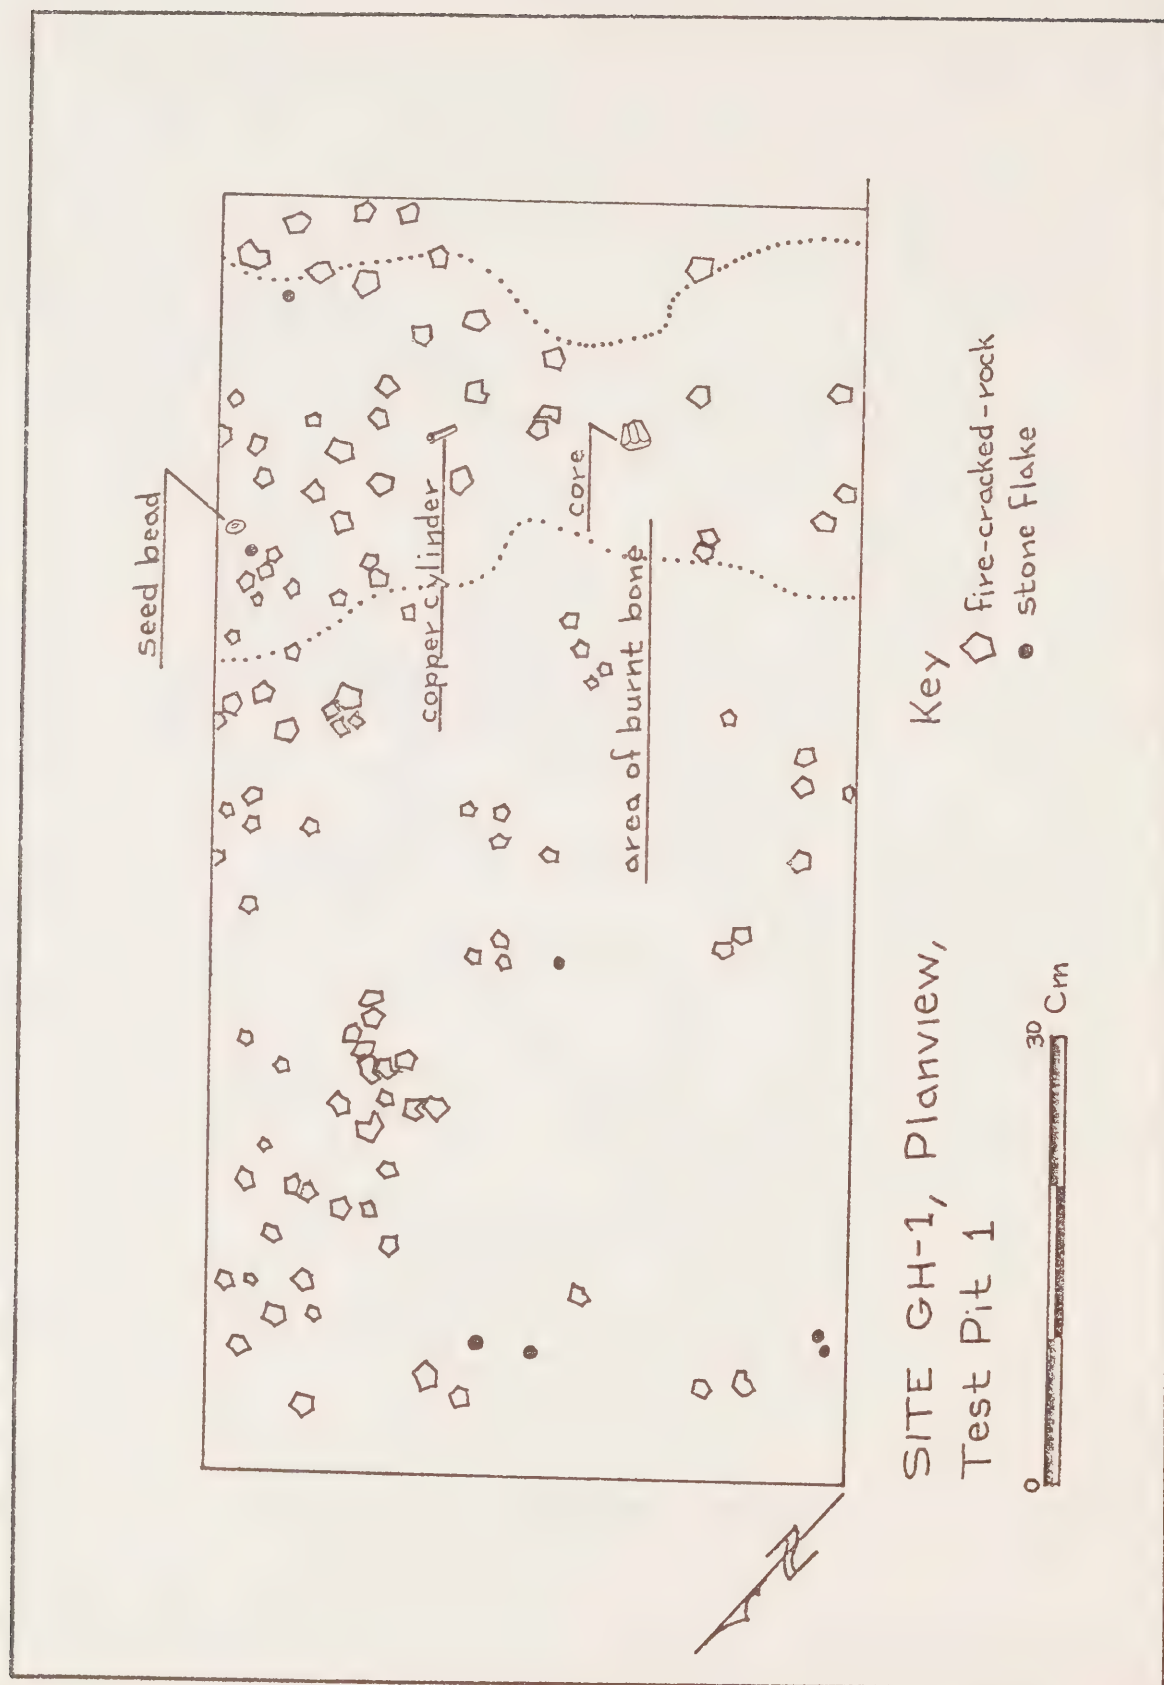 seed bead
copper cylinder
core
area of burnt bone
Key
fire-cracked-rock
stone flake
SITE GH-1, Planview,
Test Pit 1
0 30 Cm